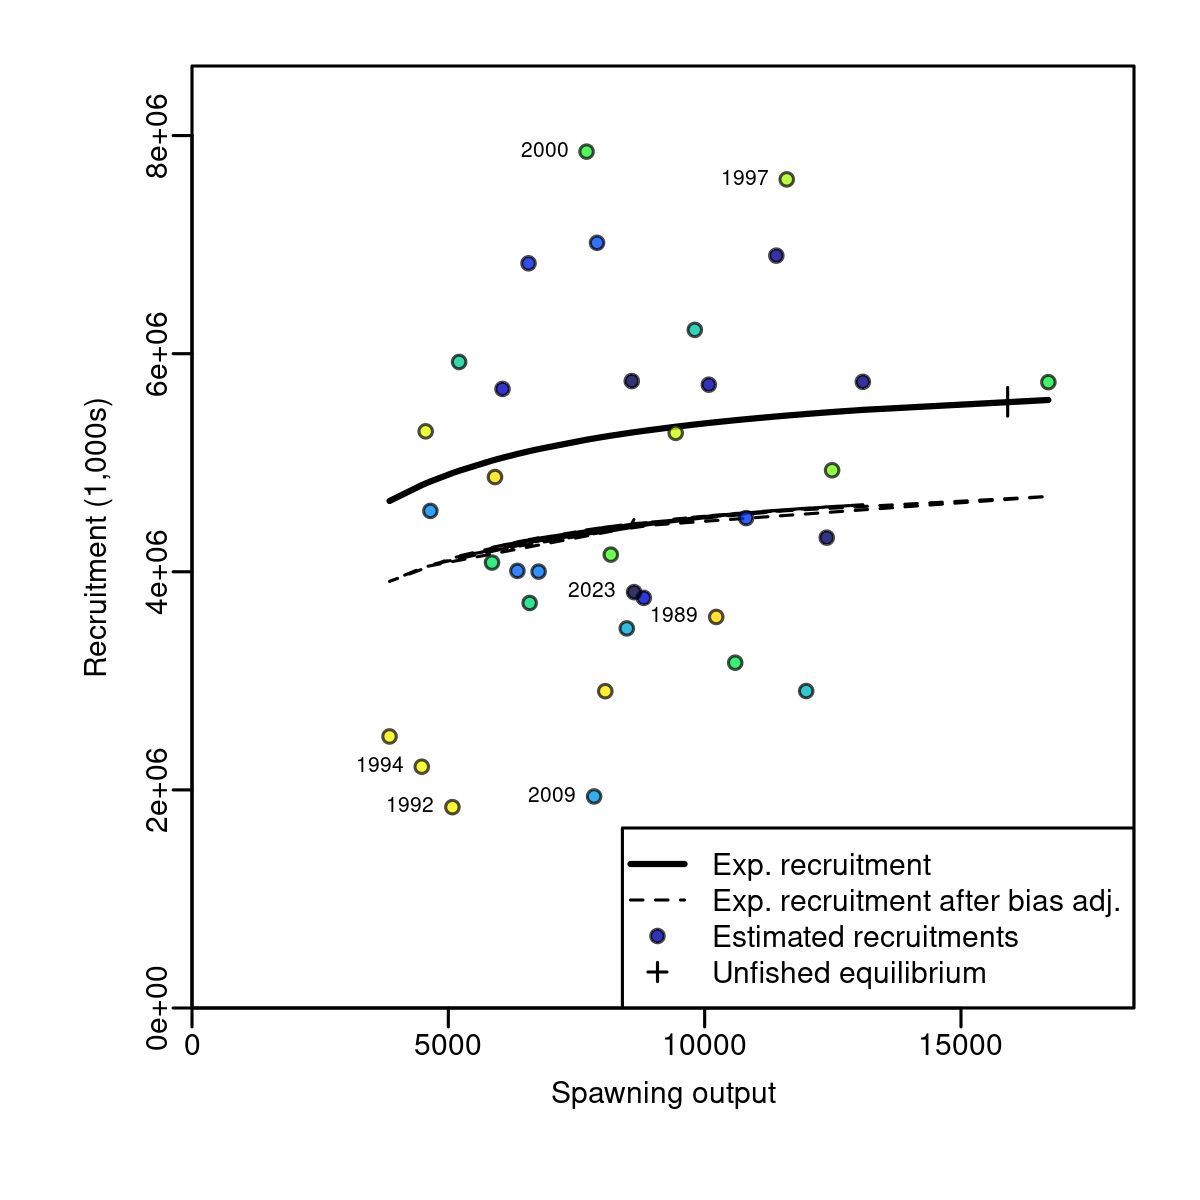 8e+06
6e+06
4e+06
2e+06
0e+00
Recruitment (1,000s)
2000
1997
2023
1989
1994
1992
2009
Exp. recruitment
Exp. recruitment after bias adj.
Estimated recruitments
Unfished equilibrium
0
5000
10000
15000
Spawning output